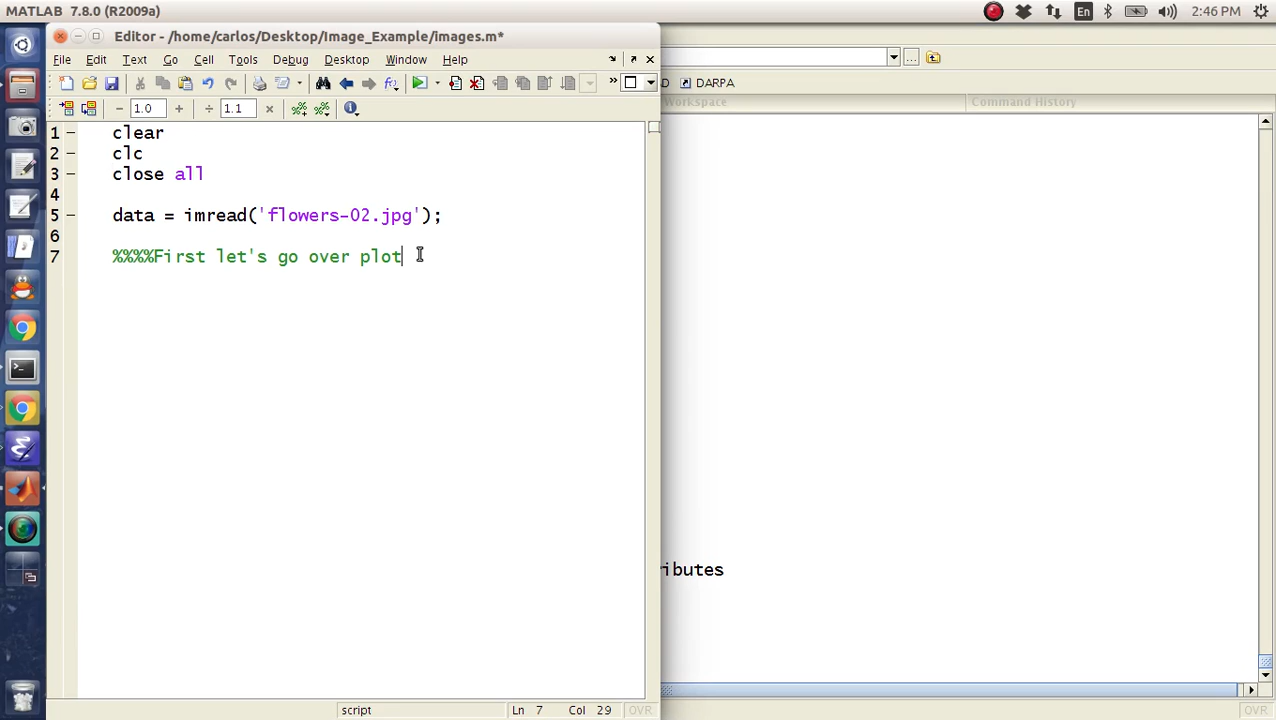 MATLAB 7.8.0 (R2009a)
En
2:46 PM
Editor - /home/carlos/Desktop/Image_Example/images.m*
File Edit Text Go Cell Tools Debug Desktop Window Help
...
D DARPA
− 1.0 + ÷ 1.1 ×
Workspace
Command History
1 − clear
2 − clc
3 − close all
4
5 − data = imread('flowers-02.jpg');
6
7 %%%%First let's go over plot
ributes
script
Ln 7 Col 29 OVR
OVR